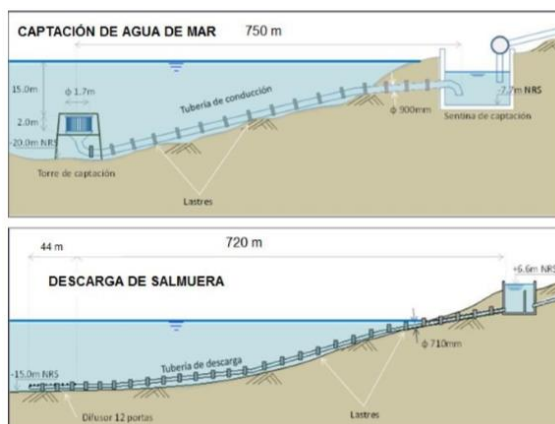 CAPTACIÓN DE AGUA DE MAR
750 m
15.0m
ϕ 1.7m
2.0m
-20.0m NRS
Torre de captación
Tubería de conducción
Lastres
ϕ 900mm
-7.7m NRS
Sentina de captación
44 m
720 m
DESCARGA DE SALMUERA
+6.6m NRS
-15.0m NRS
Tubería de descarga
ϕ 710mm
Difusor 12 portas
Lastres